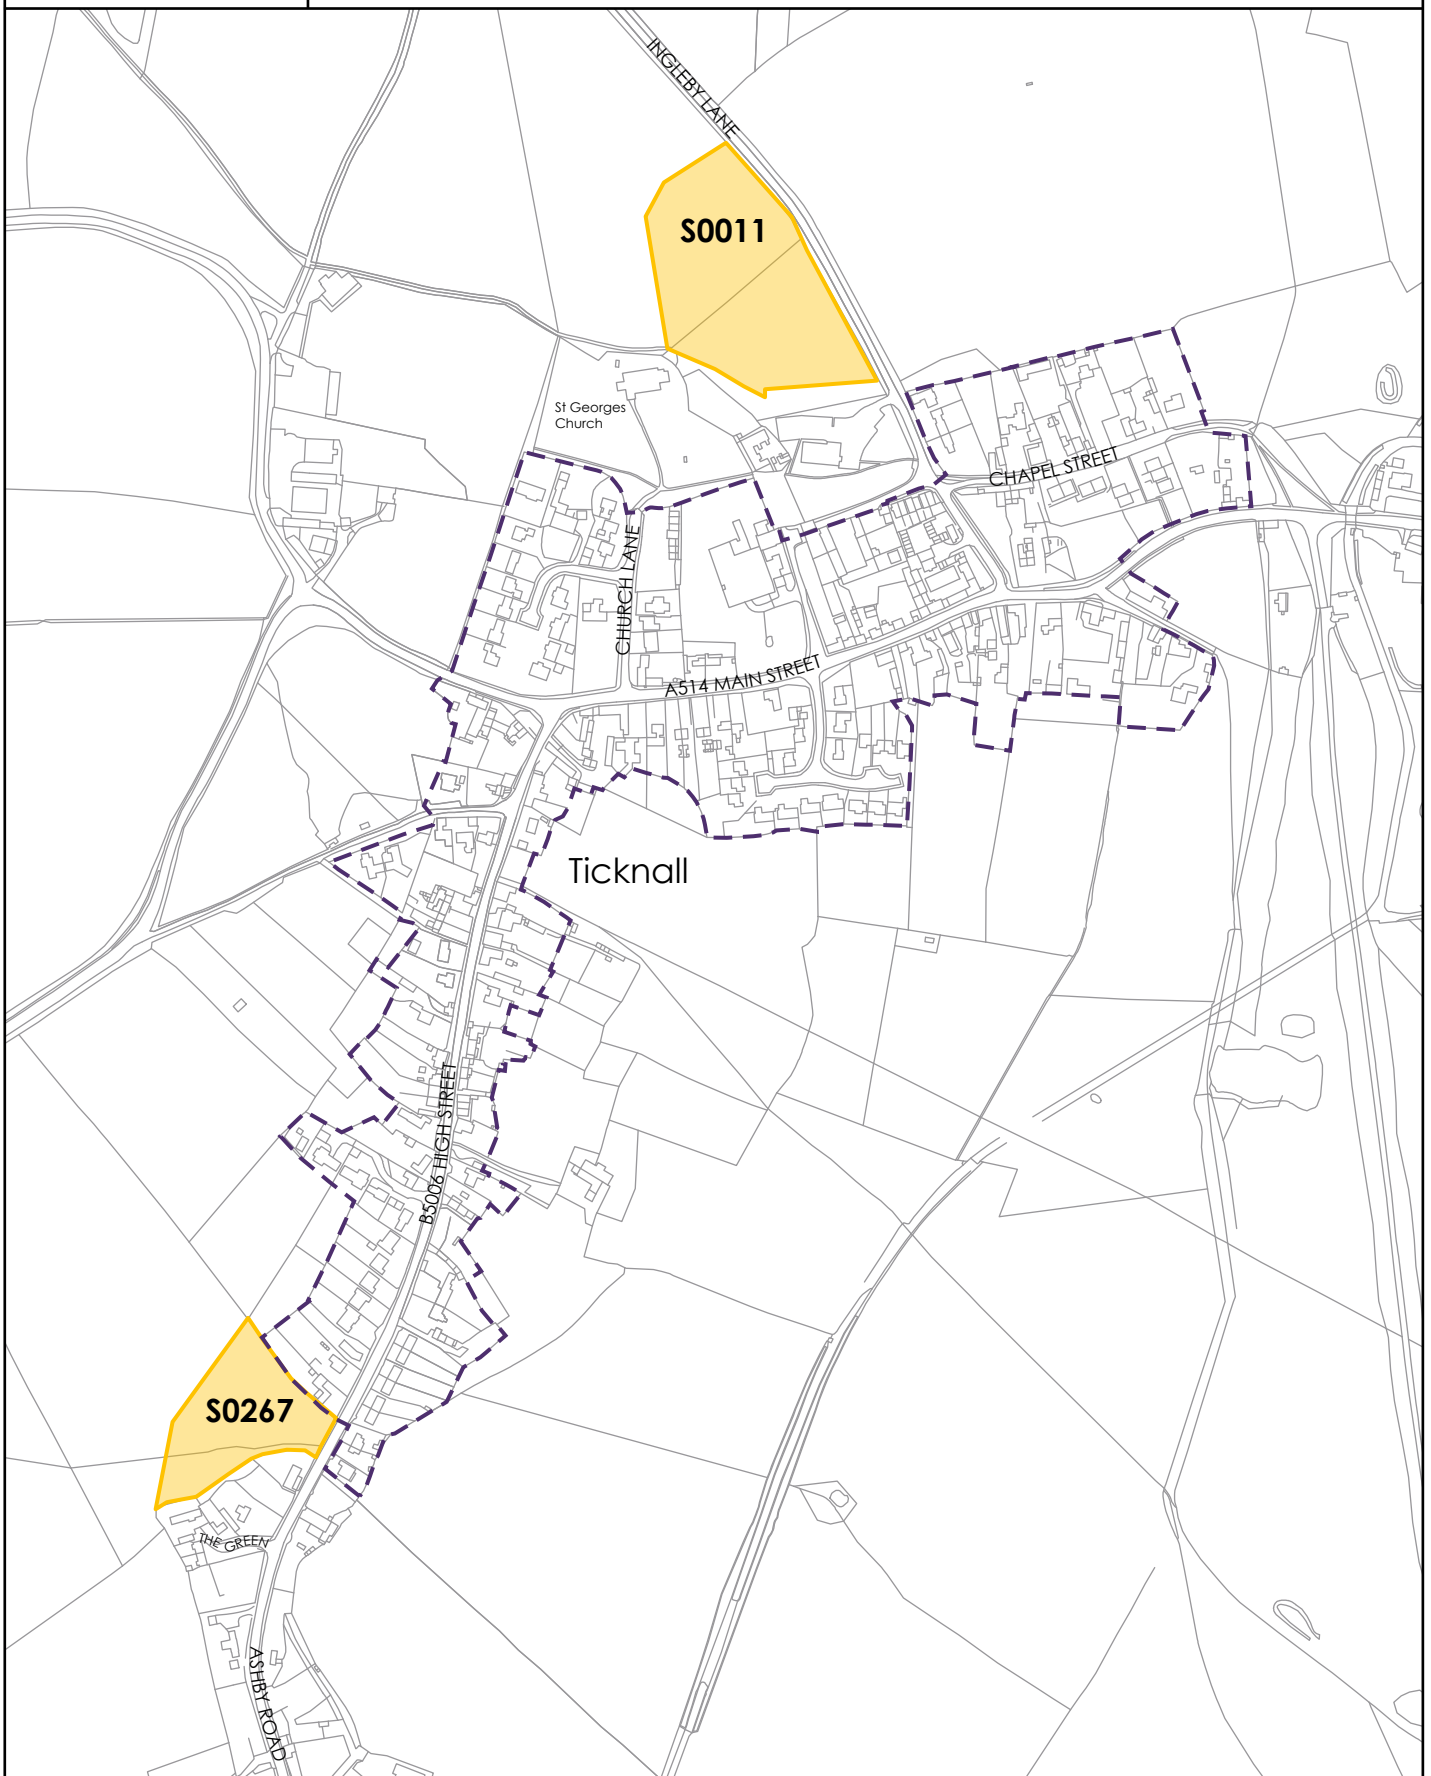 INGLEBY LANE
S0011
St Georges
Church
CHAPEL STREET
CHURCH LANE
A514 MAIN STREET
Ticknall
B5006 HIGH STREET
S0267
THE GREEN
ASHBY ROAD